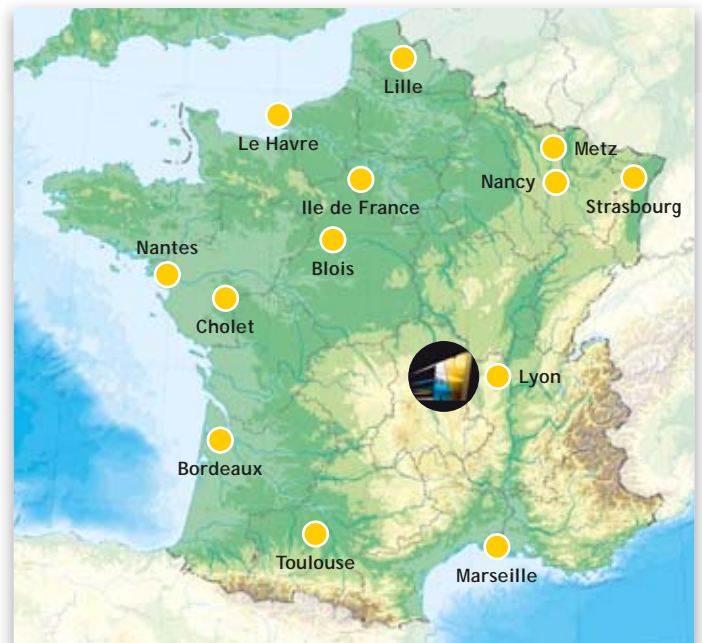 Lille
Le Havre
Metz
Nancy
Ile de France
Strasbourg
Nantes
Blois
Cholet
Lyon
Bordeaux
Toulouse
Marseille